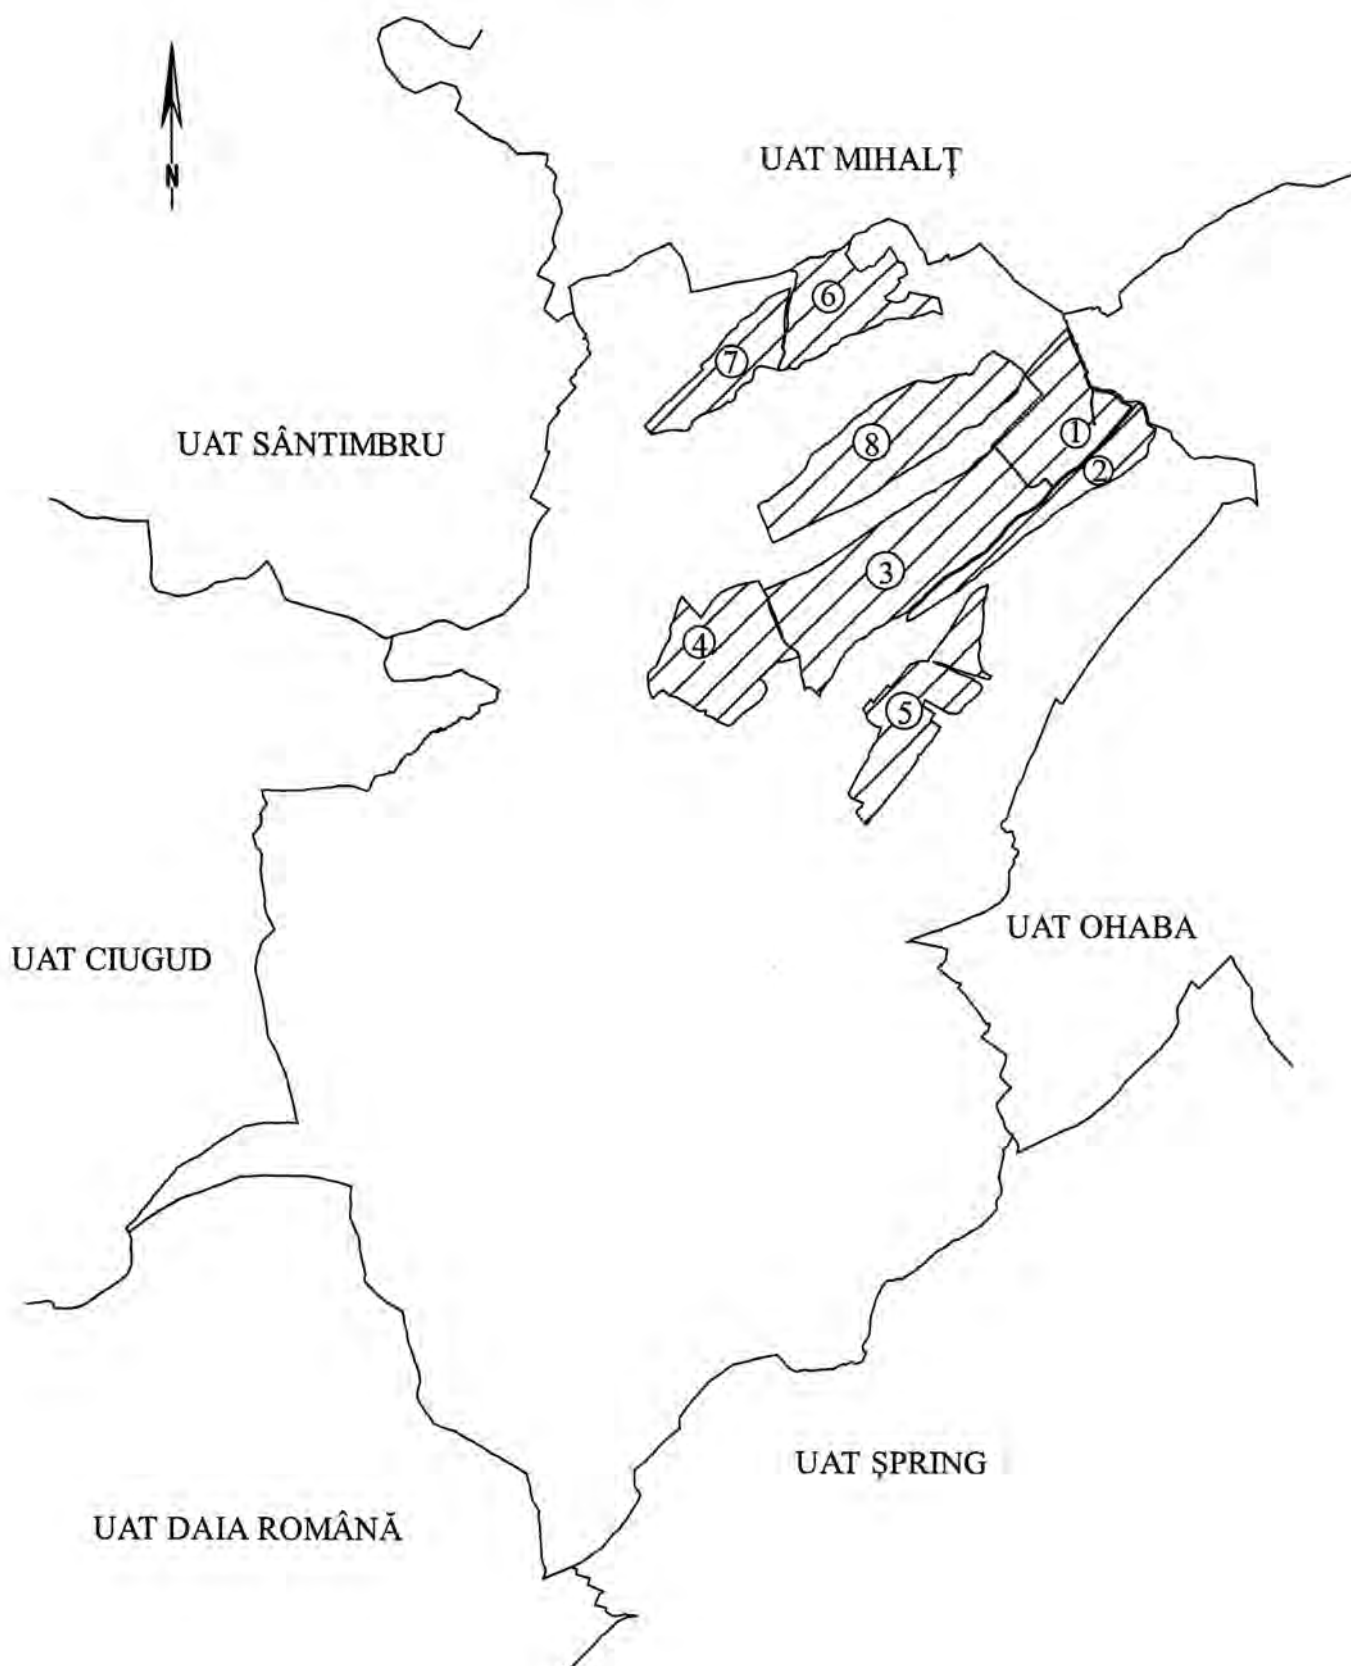 UAT MIHALȚ
N
6
7
UAT SÂNTIMBRU
1
8
2
3
4
5
UAT OHABA
UAT CIUGUD
UAT ȘPRING
UAT DAIA ROMÂNĂ